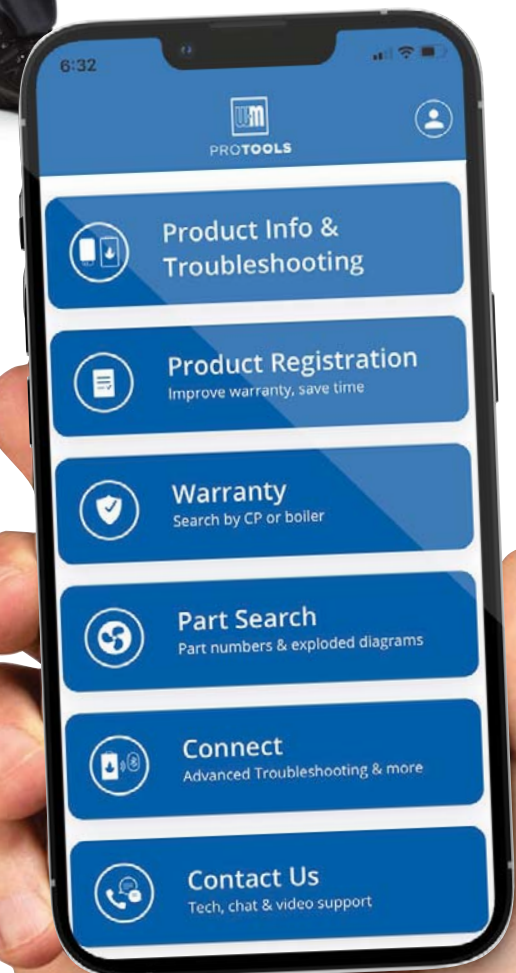 6:32
WM
PROTOOLS
Product Info &
Troubleshooting
Product Registration
Improve warranty, save time
Warranty
Search by CP or boiler
Part Search
Part numbers & exploded diagrams
Connect
Advanced Troubleshooting & more
Contact Us
Tech, chat & video support